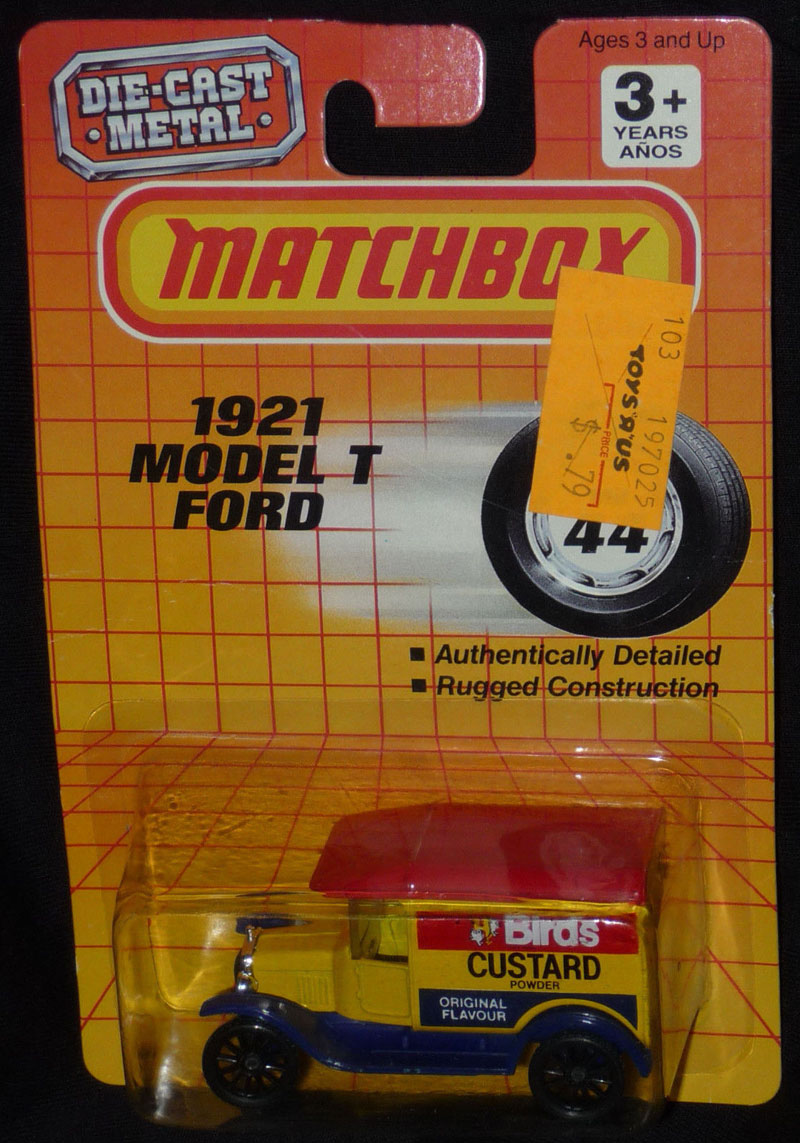 Ages 3 and Up
DIE-CAST
•METAL•
3+
YEARS
AÑOS
MATCHBOX
103 197025
TOYS"R"US
PRICE
$.79
1921
MODEL T
FORD
44
■ Authentically Detailed
■ Rugged Construction
Bird's
CUSTARD
POWDER
ORIGINAL
FLAVOUR